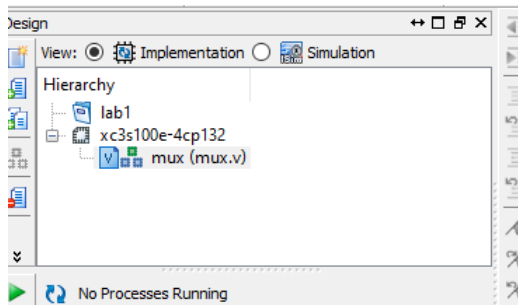 Design
View: Implementation Simulation
Hierarchy
lab1
xc3s100e-4cp132
mux (mux.v)
No Processes Running